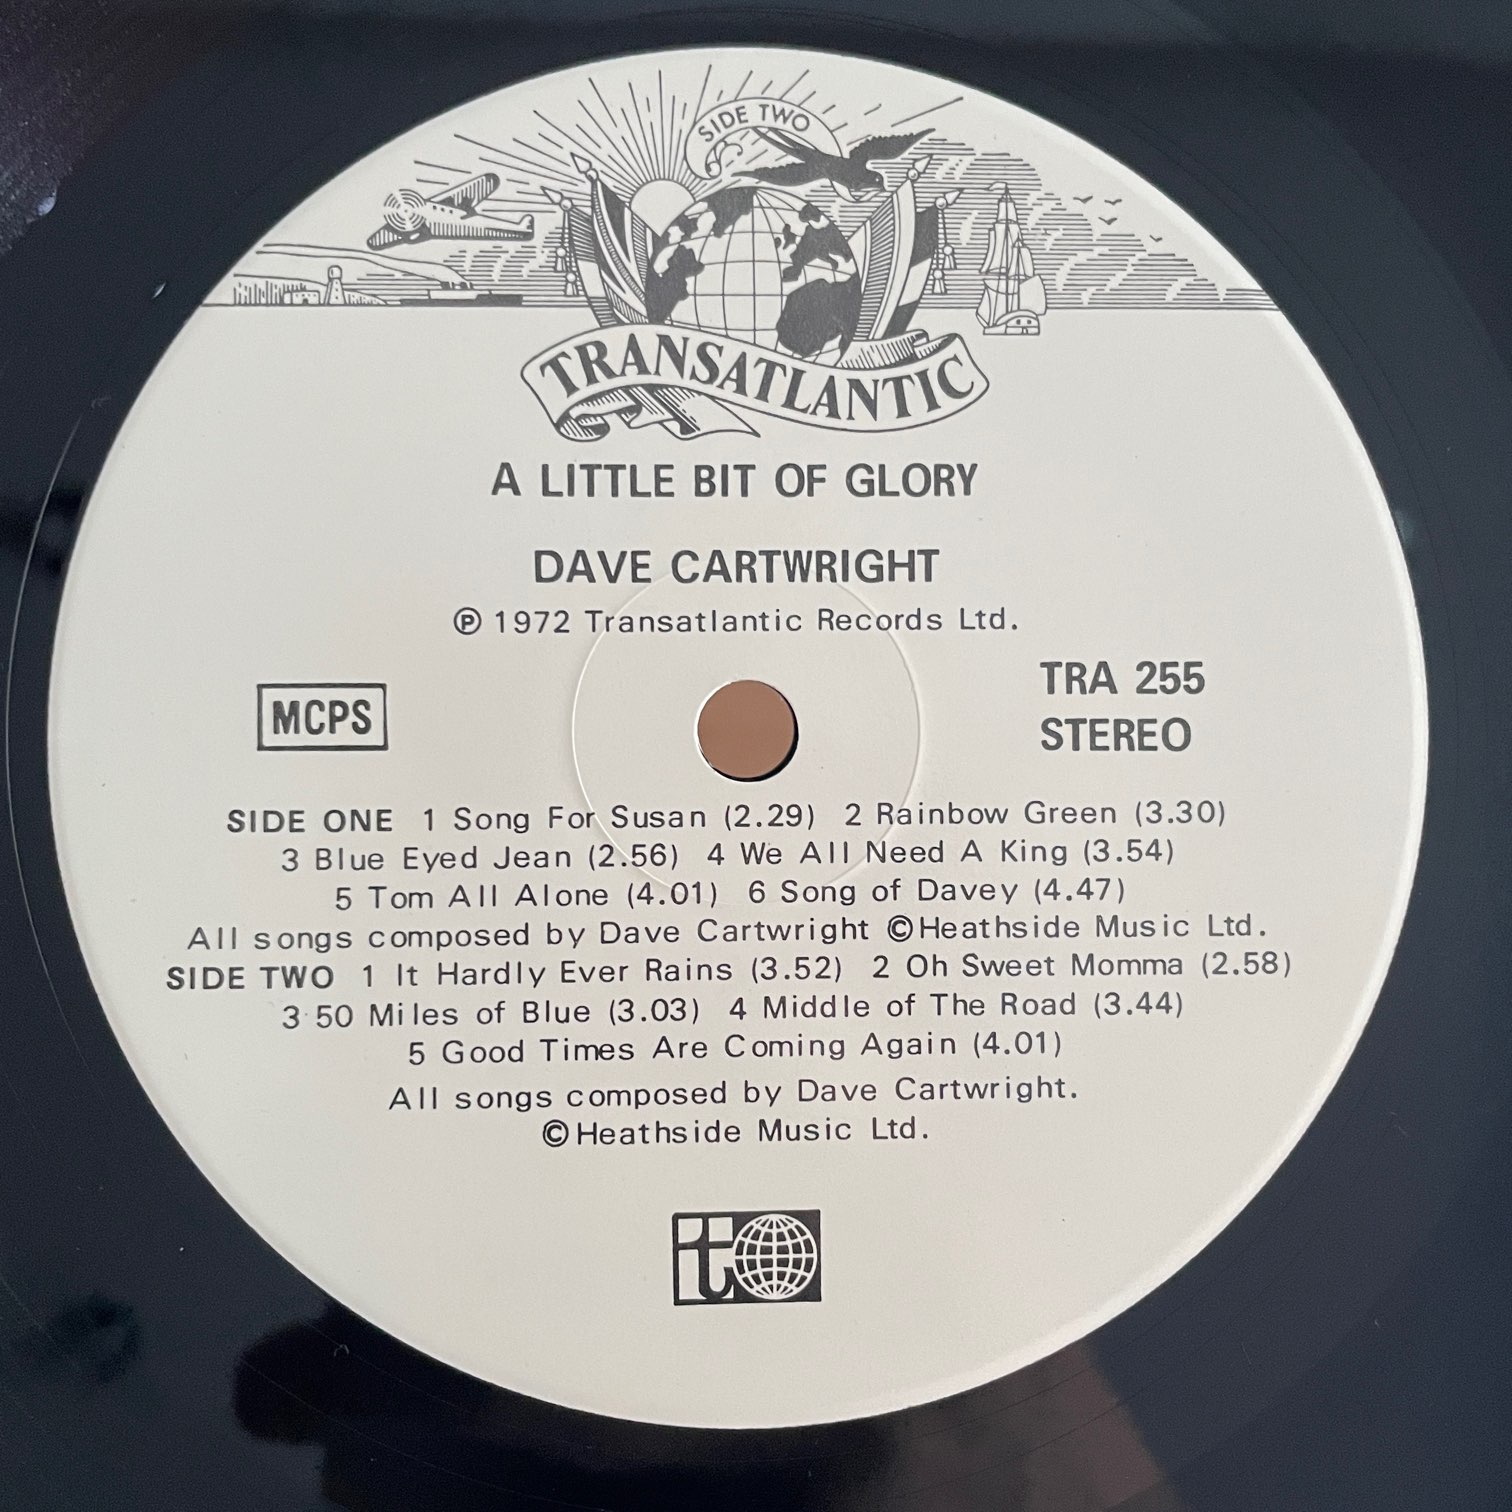 SIDE TWO
TRANSATLANTIC
A LITTLE BIT OF GLORY
DAVE CARTWRIGHT
℗ 1972 Transatlantic Records Ltd.
MCPS
TRA 255
STEREO
SIDE ONE 1 Song For Susan (2.29) 2 Rainbow Green (3.30)
3 Blue Eyed Jean (2.56) 4 We All Need A King (3.54)
5 Tom All Alone (4.01) 6 Song of Davey (4.47)
All songs composed by Dave Cartwright ©Heathside Music Ltd.
SIDE TWO 1 It Hardly Ever Rains (3.52) 2 Oh Sweet Momma (2.58)
3 50 Miles of Blue (3.03) 4 Middle of The Road (3.44)
5 Good Times Are Coming Again (4.01)
All songs composed by Dave Cartwright.
©Heathside Music Ltd.
t